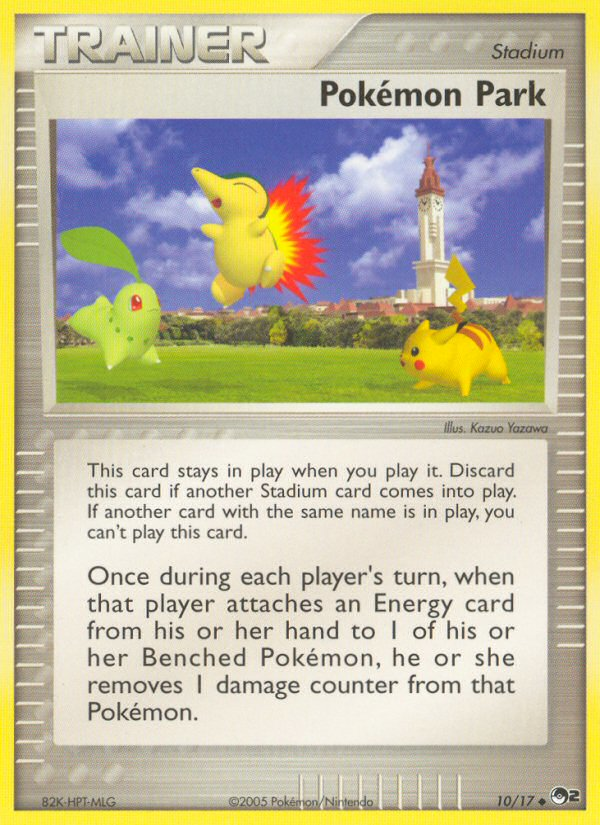 TRAINER
Stadium
Pokémon Park
Illus. Kazuo Yazawa
This card stays in play when you play it. Discard
this card if another Stadium card comes into play.
If another card with the same name is in play, you
can't play this card.
Once during each player's turn, when
that player attaches an Energy card
from his or her hand to 1 of his or
her Benched Pokémon, he or she
removes 1 damage counter from that
Pokémon.
82K-HPT-MLG
©2005 Pokémon/Nintendo
10/17 ◆ 2